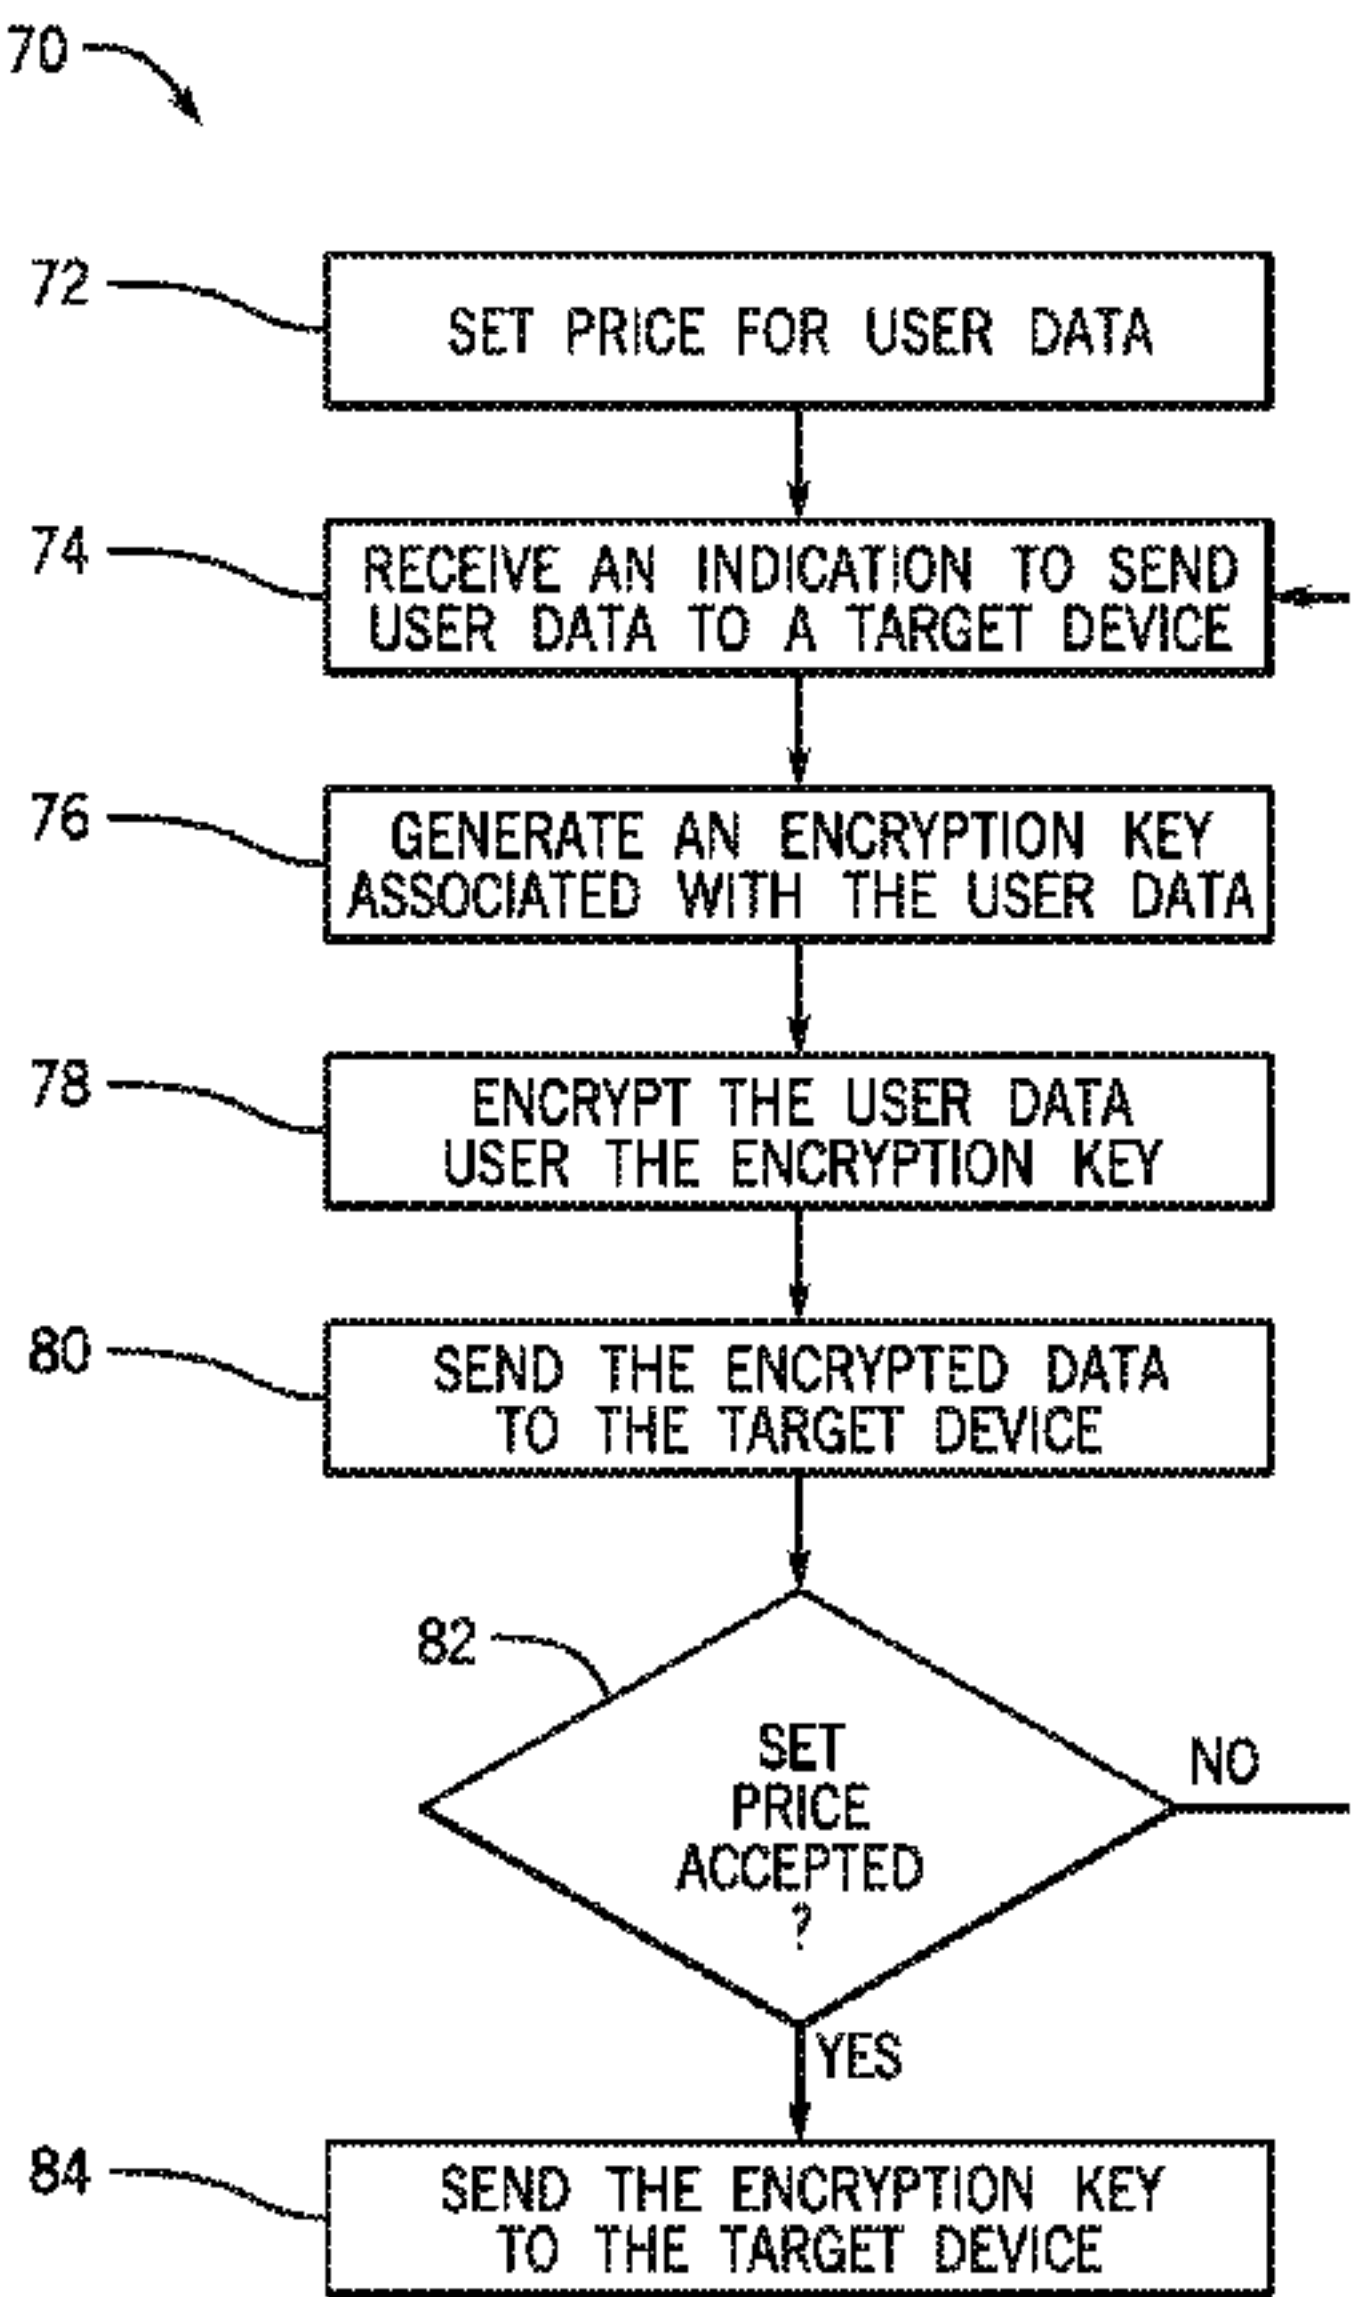 70
72
SET PRICE FOR USER DATA
74
RECEIVE AN INDICATION TO SEND
USER DATA TO A TARGET DEVICE
76
GENERATE AN ENCRYPTION KEY
ASSOCIATED WITH THE USER DATA
78
ENCRYPT THE USER DATA
USER THE ENCRYPTION KEY
80
SEND THE ENCRYPTED DATA
TO THE TARGET DEVICE
82
SET
PRICE
ACCEPTED
?
NO
YES
84
SEND THE ENCRYPTION KEY
TO THE TARGET DEVICE